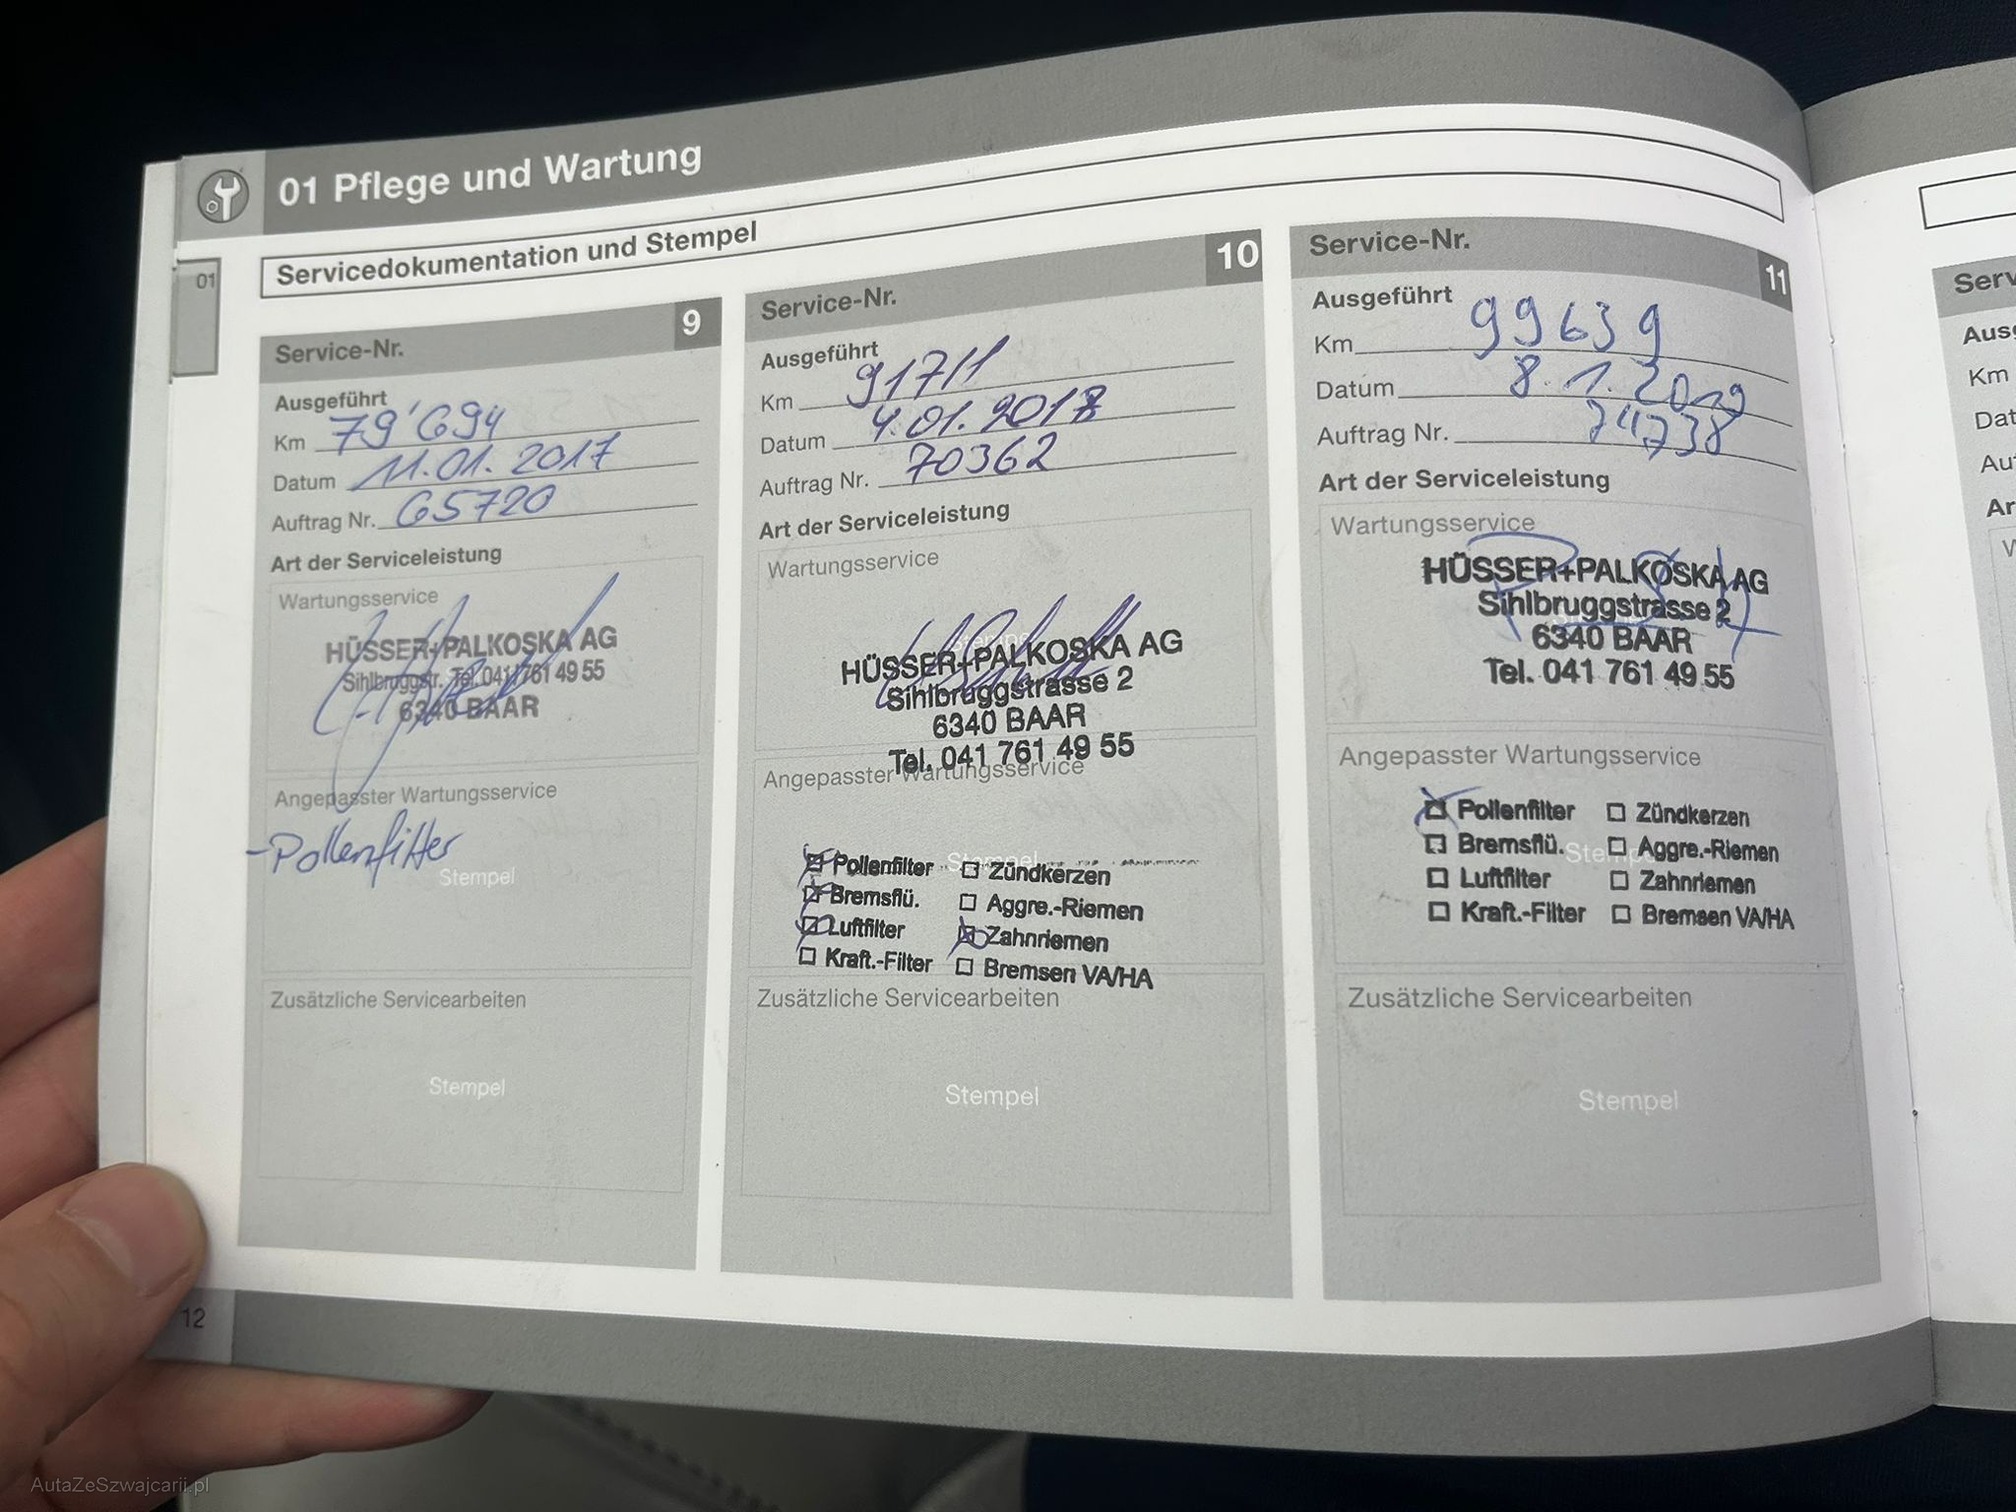 01 Pflege und Wartung
Servicedokumentation und Stempel
01
Service-Nr. 9
Ausgeführt
Km 79'694
Datum 11.01.2017
Auftrag Nr. 65720
Art der Serviceleistung
Wartungsservice
HÜSSER+PALKOSKA AG
Sihlbruggstr. Tel. 041/761 49 55
6340 BAAR
Angepasster Wartungsservice
-Pollenfilter
Stempel
Zusätzliche Servicearbeiten
Stempel
12
Service-Nr. 10
Ausgeführt
Km 91711
Datum 4.01.2018
Auftrag Nr. 70362
Art der Serviceleistung
Wartungsservice
Stempel
HÜSSER+PALKOSKA AG
Sihlbruggstrasse 2
6340 BAAR
Tel. 041 761 49 55
Angepasster Wartungsservice
Stempel
Pollenfilter Zündkerzen
Bremsflü. Aggre.-Riemen
Luftfilter Zahnriemen
Kraft.-Filter Bremsen VA/HA
Zusätzliche Servicearbeiten
Stempel
Service-Nr. 11
Ausgeführt
Km 99639
Datum 8.1.2019
Auftrag Nr. 74738
Art der Serviceleistung
Wartungsservice
HÜSSER+PALKOSKA AG
Sihlbruggstrasse 2
6340 BAAR
Tel. 041 761 49 55
Angepasster Wartungsservice
Pollenfilter Zündkerzen
Bremsflü. Aggre.-Riemen
Luftfilter Zahnriemen
Kraft.-Filter Bremsen VA/HA
Zusätzliche Servicearbeiten
Stempel
Km
AutaZeSzwajcarii.pl